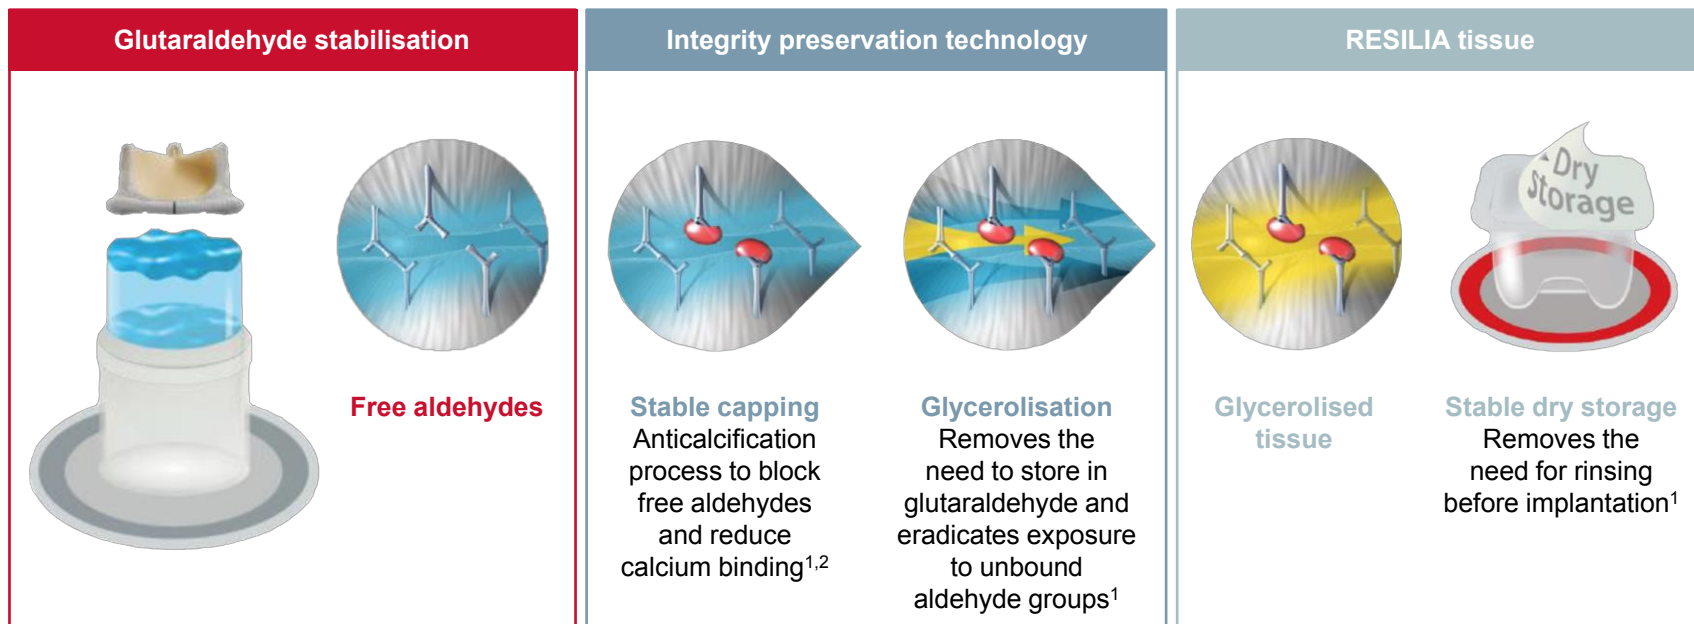 Glutaraldehyde stabilisation
Integrity preservation technology
RESILIA tissue
Free aldehydes
Stable capping
Anticalcification
process to block
free aldehydes
and reduce
calcium binding1,2
Glycerolisation
Removes the
need to store in
glutaraldehyde and
eradicates exposure
to unbound
aldehyde groups1
Glycerolised
tissue
Dry
Storage
Stable dry storage
Removes the
need for rinsing
before implantation1